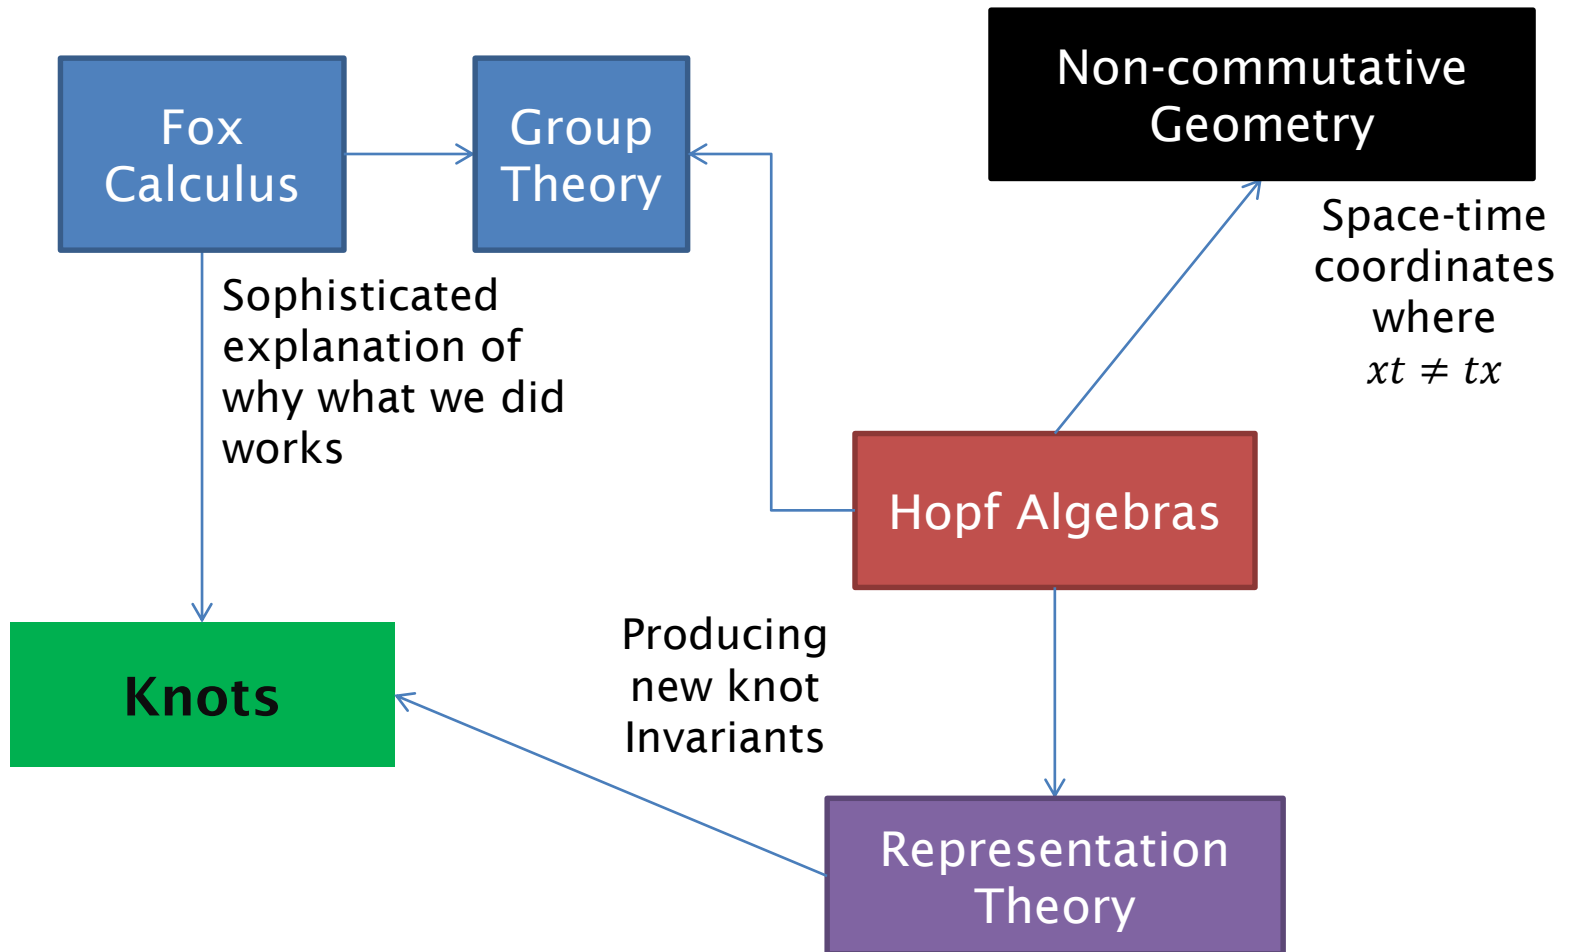 Fox
Calculus
Group
Theory
Non-commutative
Geometry
Space-time
coordinates
where
xt ≠ tx
Sophisticated
explanation of
why what we did
works
Hopf Algebras
Knots
Producing
new knot
Invariants
Representation
Theory